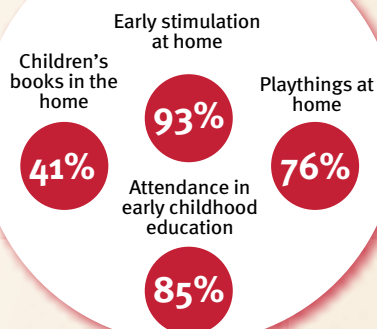 Early stimulation
at home
93%
Children's
books in the
home
41%
Playthings at
home
76%
Attendance in
early childhood
education
85%